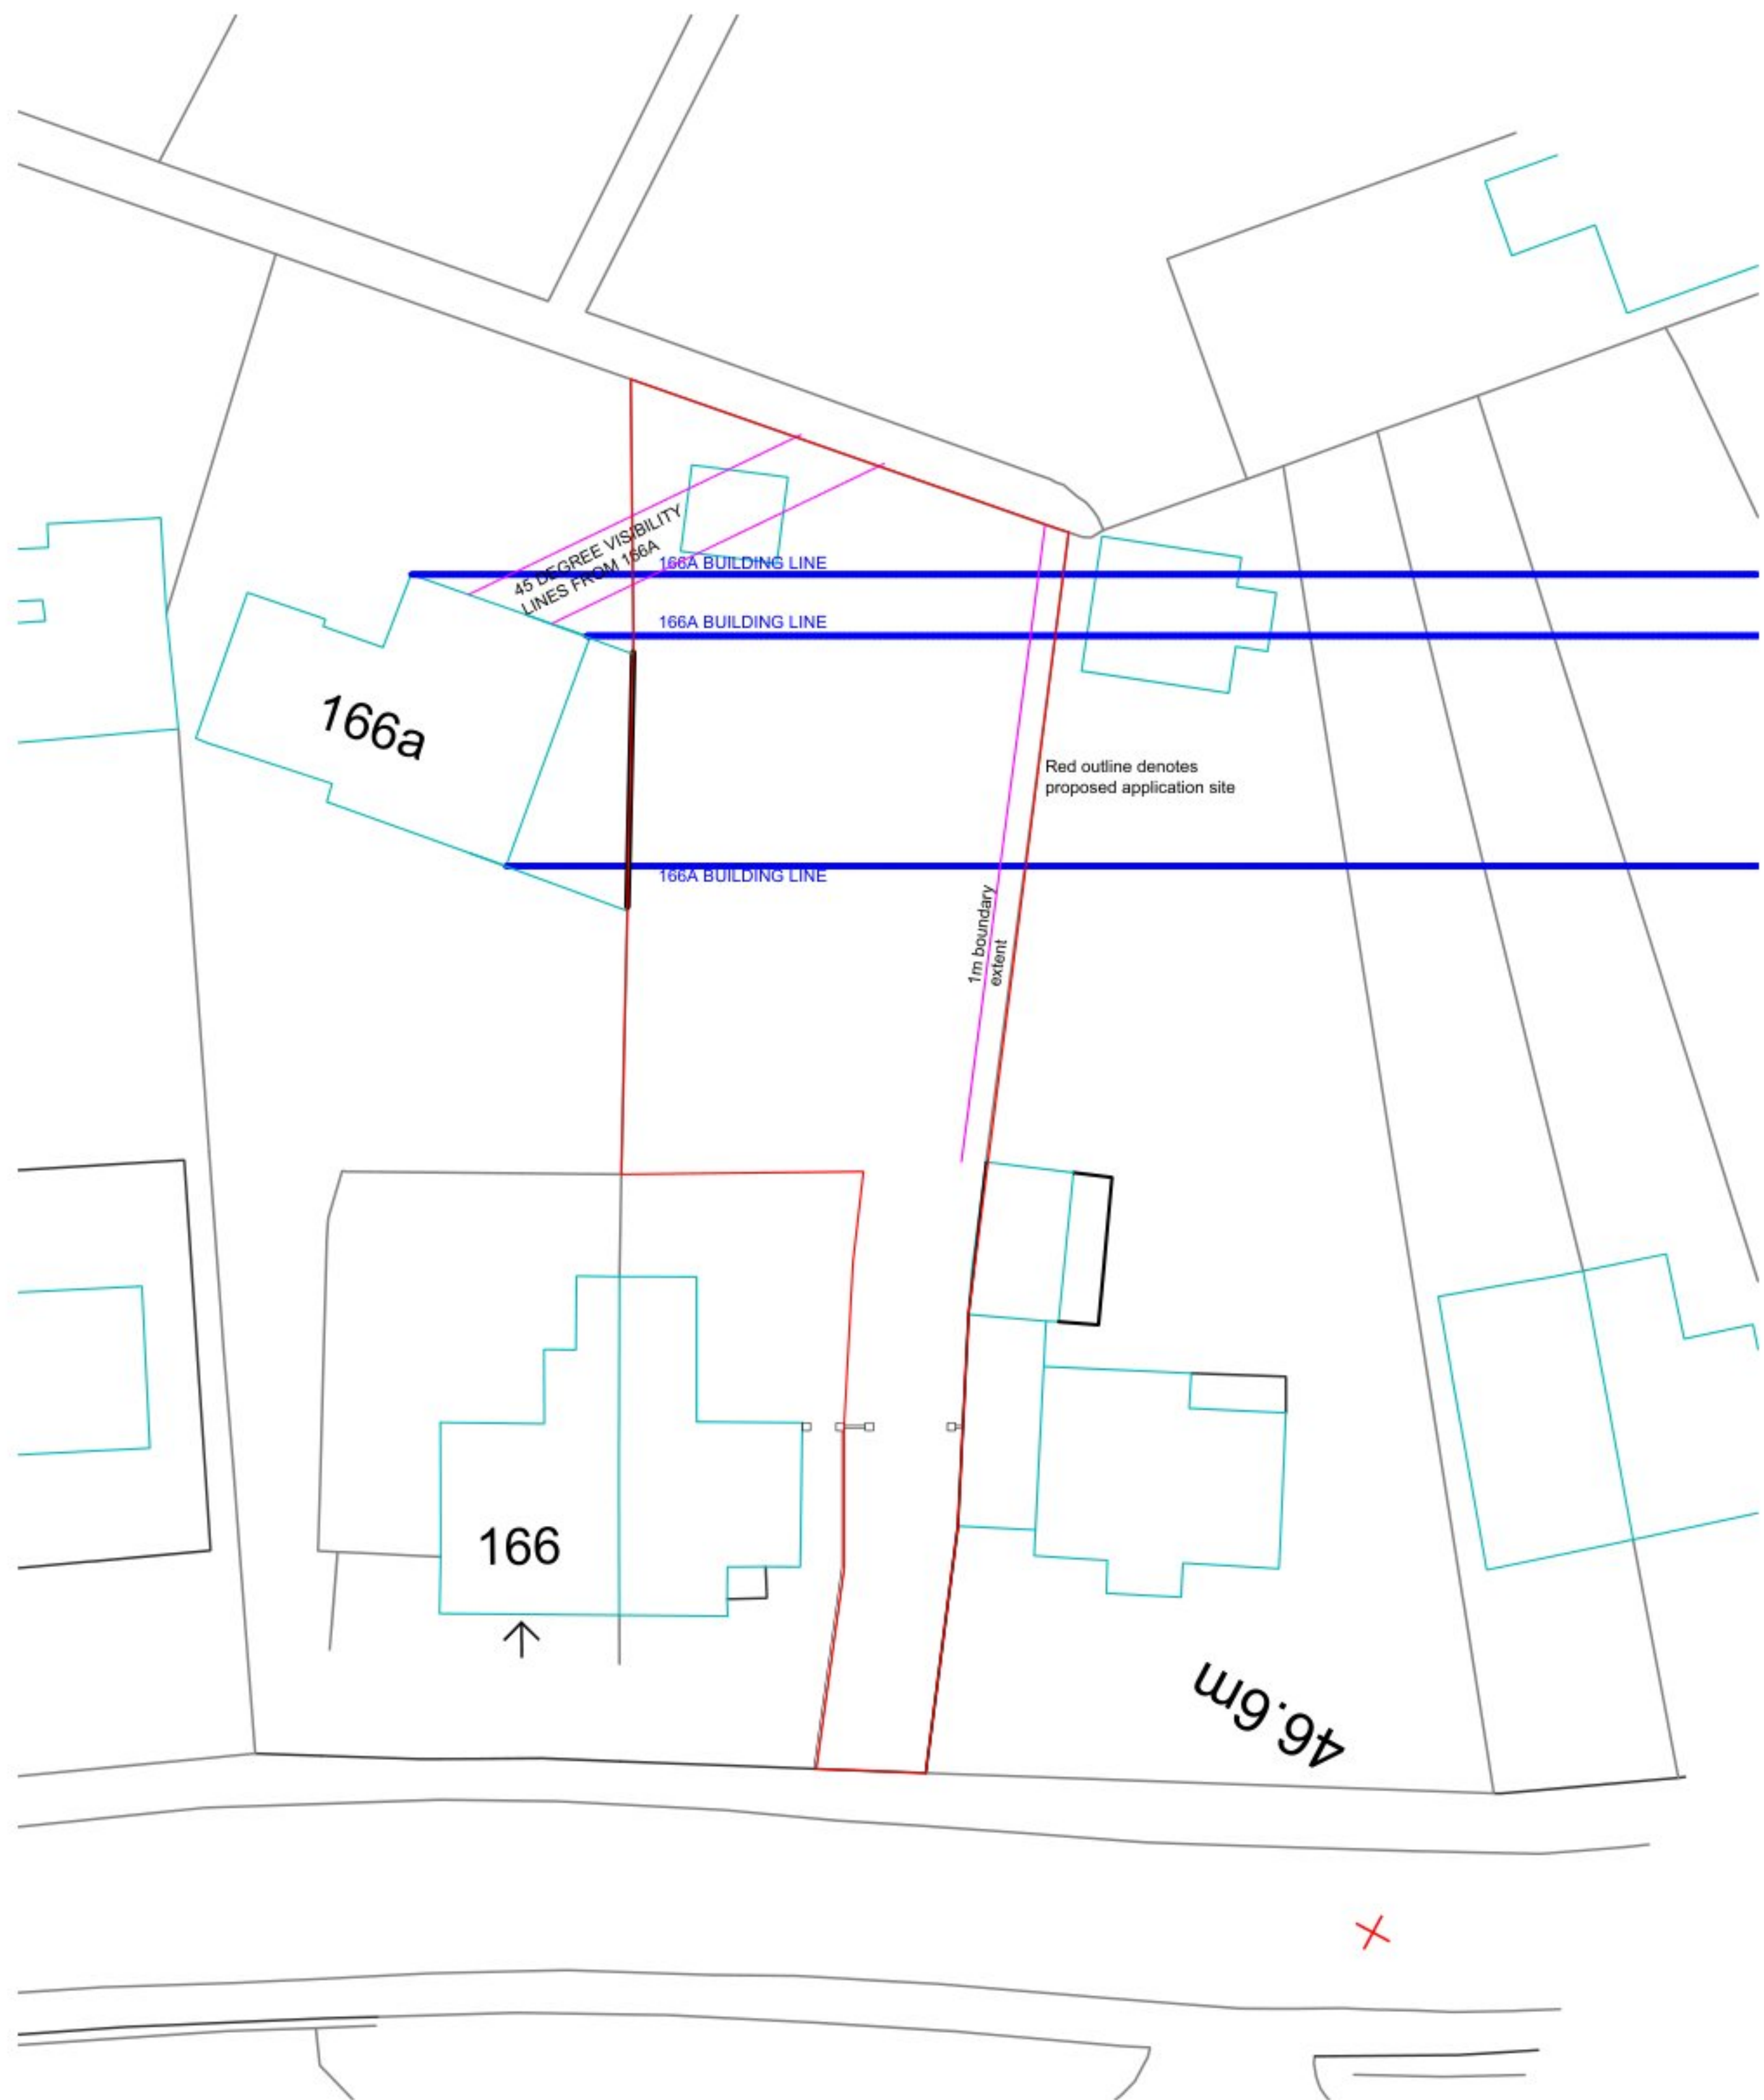 45 DEGREE VISIBILITY
LINES FROM 166A
166A BUILDING LINE
166A BUILDING LINE
166a
Red outline denotes
proposed application site
166A BUILDING LINE
1m boundary
extent
166
46.6m